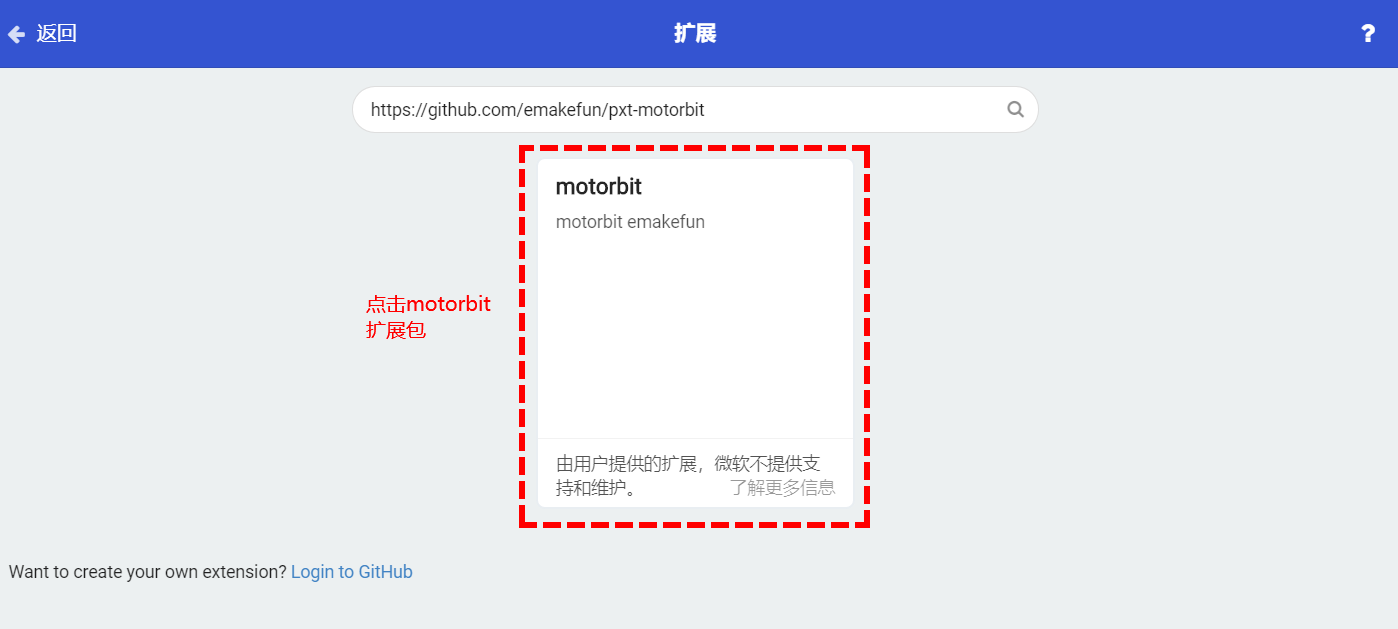 返回
扩展
?
https://github.com/emakefun/pxt-motorbit
motorbit
motorbit emakefun
点击motorbit
扩展包
由用户提供的扩展，微软不提供支
持和维护。
了解更多信息
Want to create your own extension? Login to GitHub